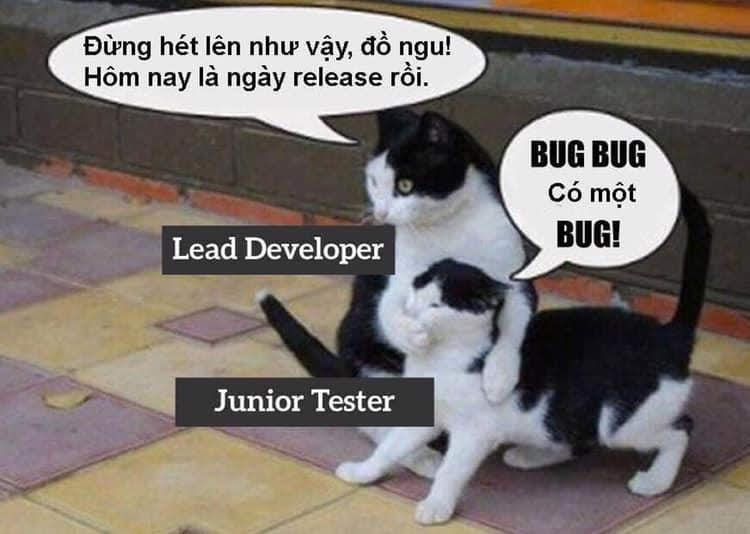 Đừng hét lên như vậy, đồ ngu!
Hôm nay là ngày release rồi.
BUG BUG
Có một
BUG!
Lead Developer
Junior Tester